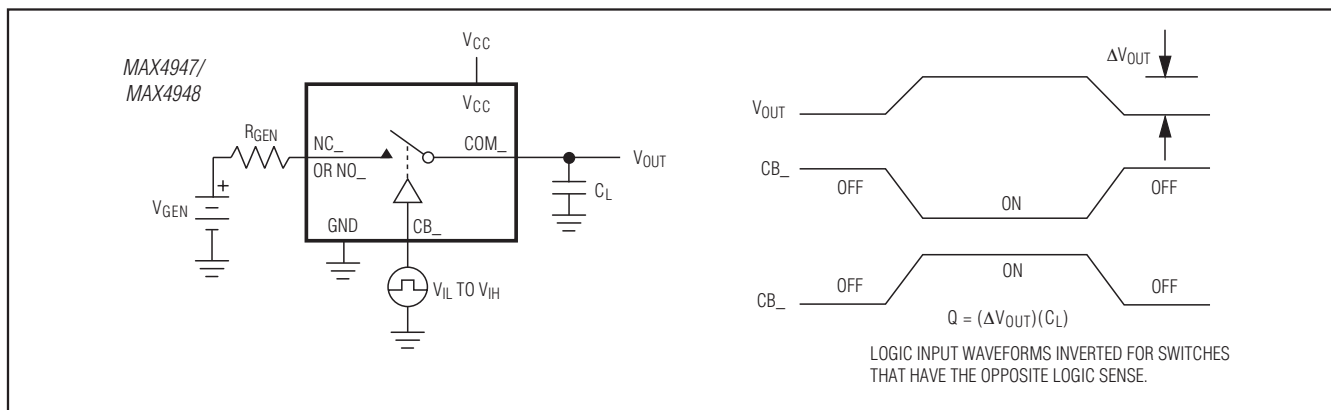 MAX4947/
MAX4948
VCC
VCC
RGEN
NC_
OR NO_
COM_
VOUT
CL
VGEN
+
GND
CB_
VIL TO VIH
ΔVOUT
VOUT
CB_
OFF
ON
OFF
CB_
OFF
ON
OFF
Q = (ΔVOUT)(CL)
LOGIC INPUT WAVEFORMS INVERTED FOR SWITCHES
THAT HAVE THE OPPOSITE LOGIC SENSE.